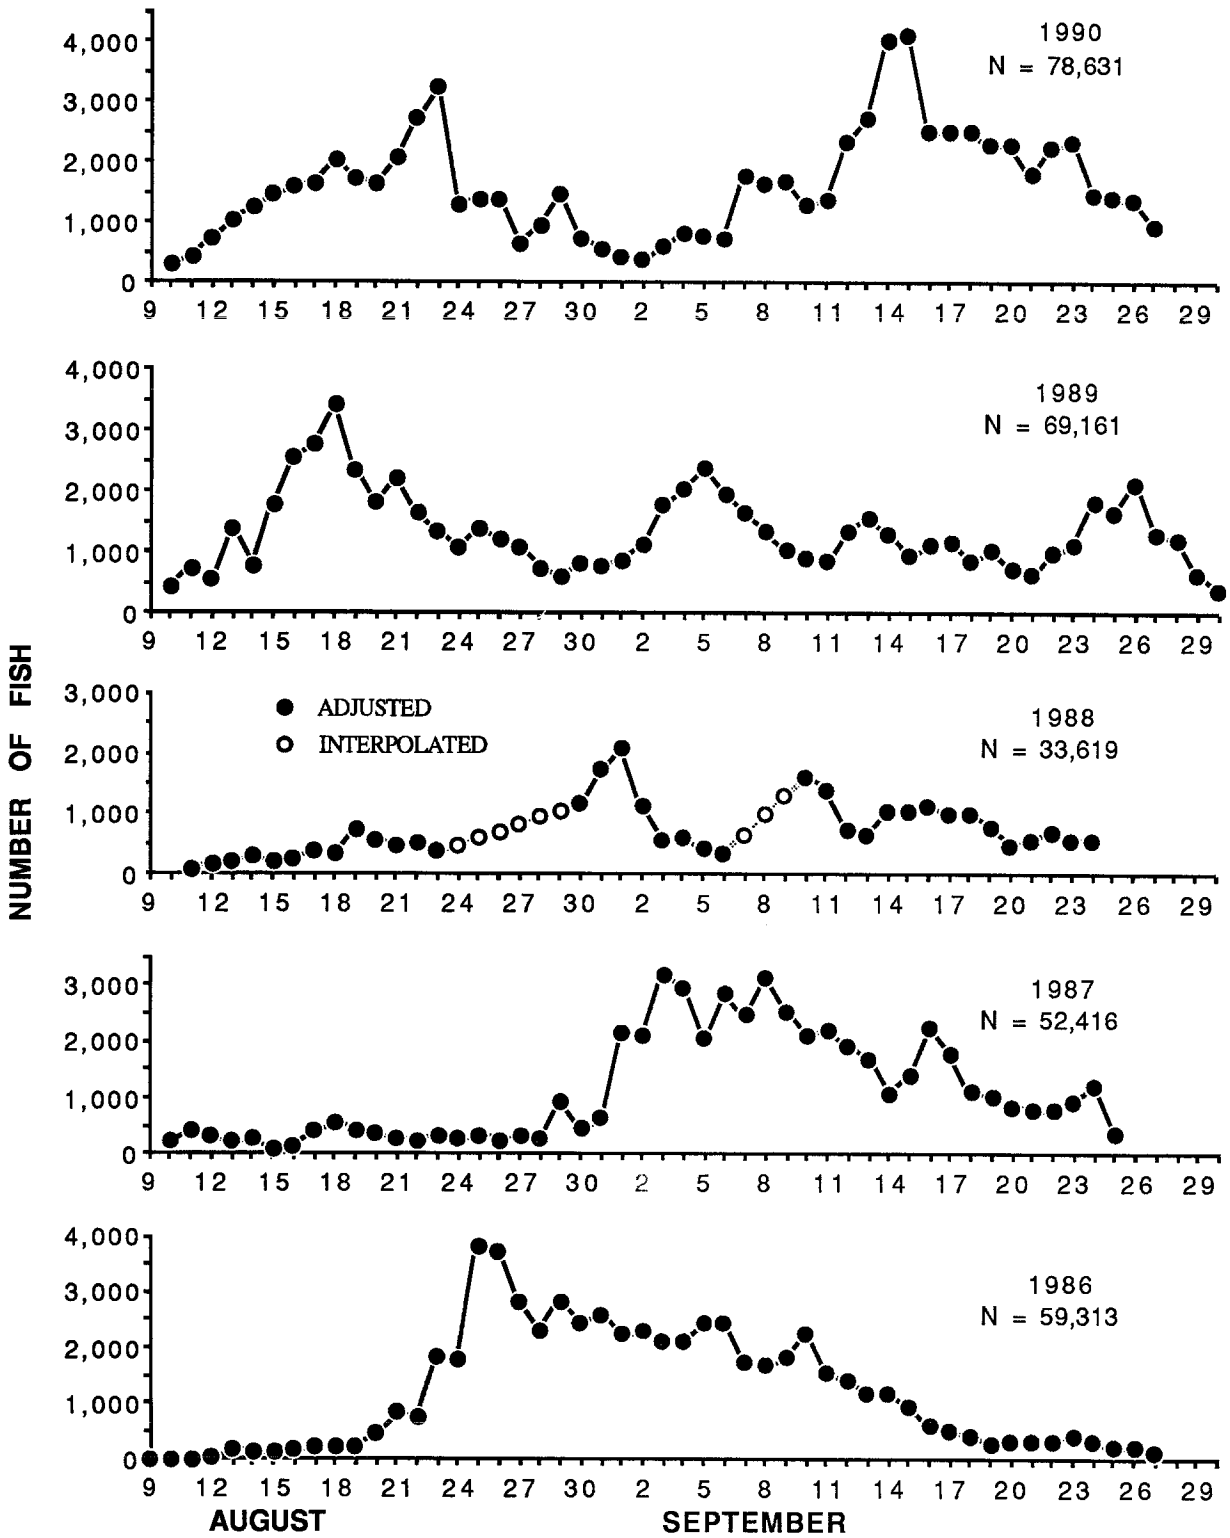 4,000
3,000
2,000
1,000
0
1990
N = 78,631
9 12 15 18 21 24 27 30 2 5 8 11 14 17 20 23 26 29
4,000
3,000
2,000
1,000
0
1989
N = 69,161
9 12 15 18 21 24 27 30 2 5 8 11 14 17 20 23 26 29
NUMBER OF FISH
3,000
2,000
1,000
0
ADJUSTED
INTERPOLATED
1988
N = 33,619
9 12 15 18 21 24 27 30 2 5 8 11 14 17 20 23 26 29
3,000
2,000
1,000
0
1987
N = 52,416
9 12 15 18 21 24 27 30 2 5 8 11 14 17 20 23 26 29
4,000
3,000
2,000
1,000
0
1986
N = 59,313
9 12 15 18 21 24 27 30 2 5 8 11 14 17 20 23 26 29
AUGUST SEPTEMBER